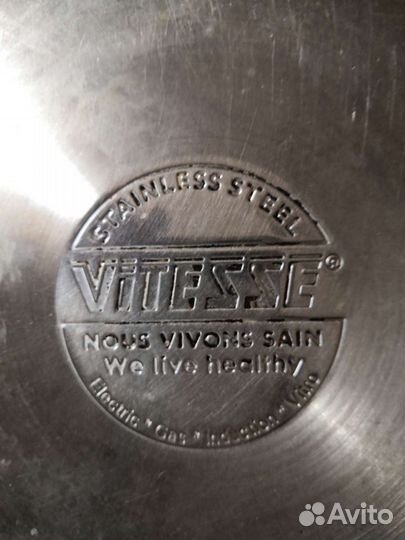 STAINLESS STEEL
ViTESSE®
NOUS VIVONS SAIN
We live healthy
Electric * Gas * Induction * Vitro
Avito